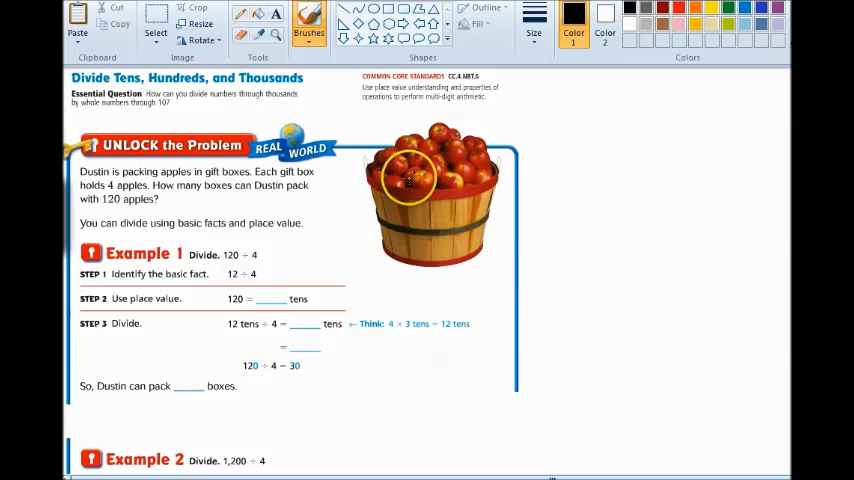 Paste
Cut
Copy
Clipboard
Select
Crop
Resize
Rotate
Image
A
Tools
Brushes
Shapes
Outline
Fill
Size
Color 1
Color 2
Colors
Divide Tens, Hundreds, and Thousands
Essential Question How can you divide numbers through thousands
by whole numbers through 10?
COMMON CORE STANDARDS CC.4.NBT.6
Use place value understanding and properties of
operations to perform multi-digit arithmetic.
UNLOCK the Problem REAL WORLD
Dustin is packing apples in gift boxes. Each gift box
holds 4 apples. How many boxes can Dustin pack
with 120 apples?
You can divide using basic facts and place value.
Example 1 Divide. 120 ÷ 4
STEP 1 Identify the basic fact. 12 ÷ 4
STEP 2 Use place value. 120 = ______ tens
STEP 3 Divide. 12 tens ÷ 4 = ______ tens ← Think: 4 × 3 tens = 12 tens
= ______
120 ÷ 4 = 30
So, Dustin can pack ______ boxes.
Example 2 Divide. 1,200 ÷ 4